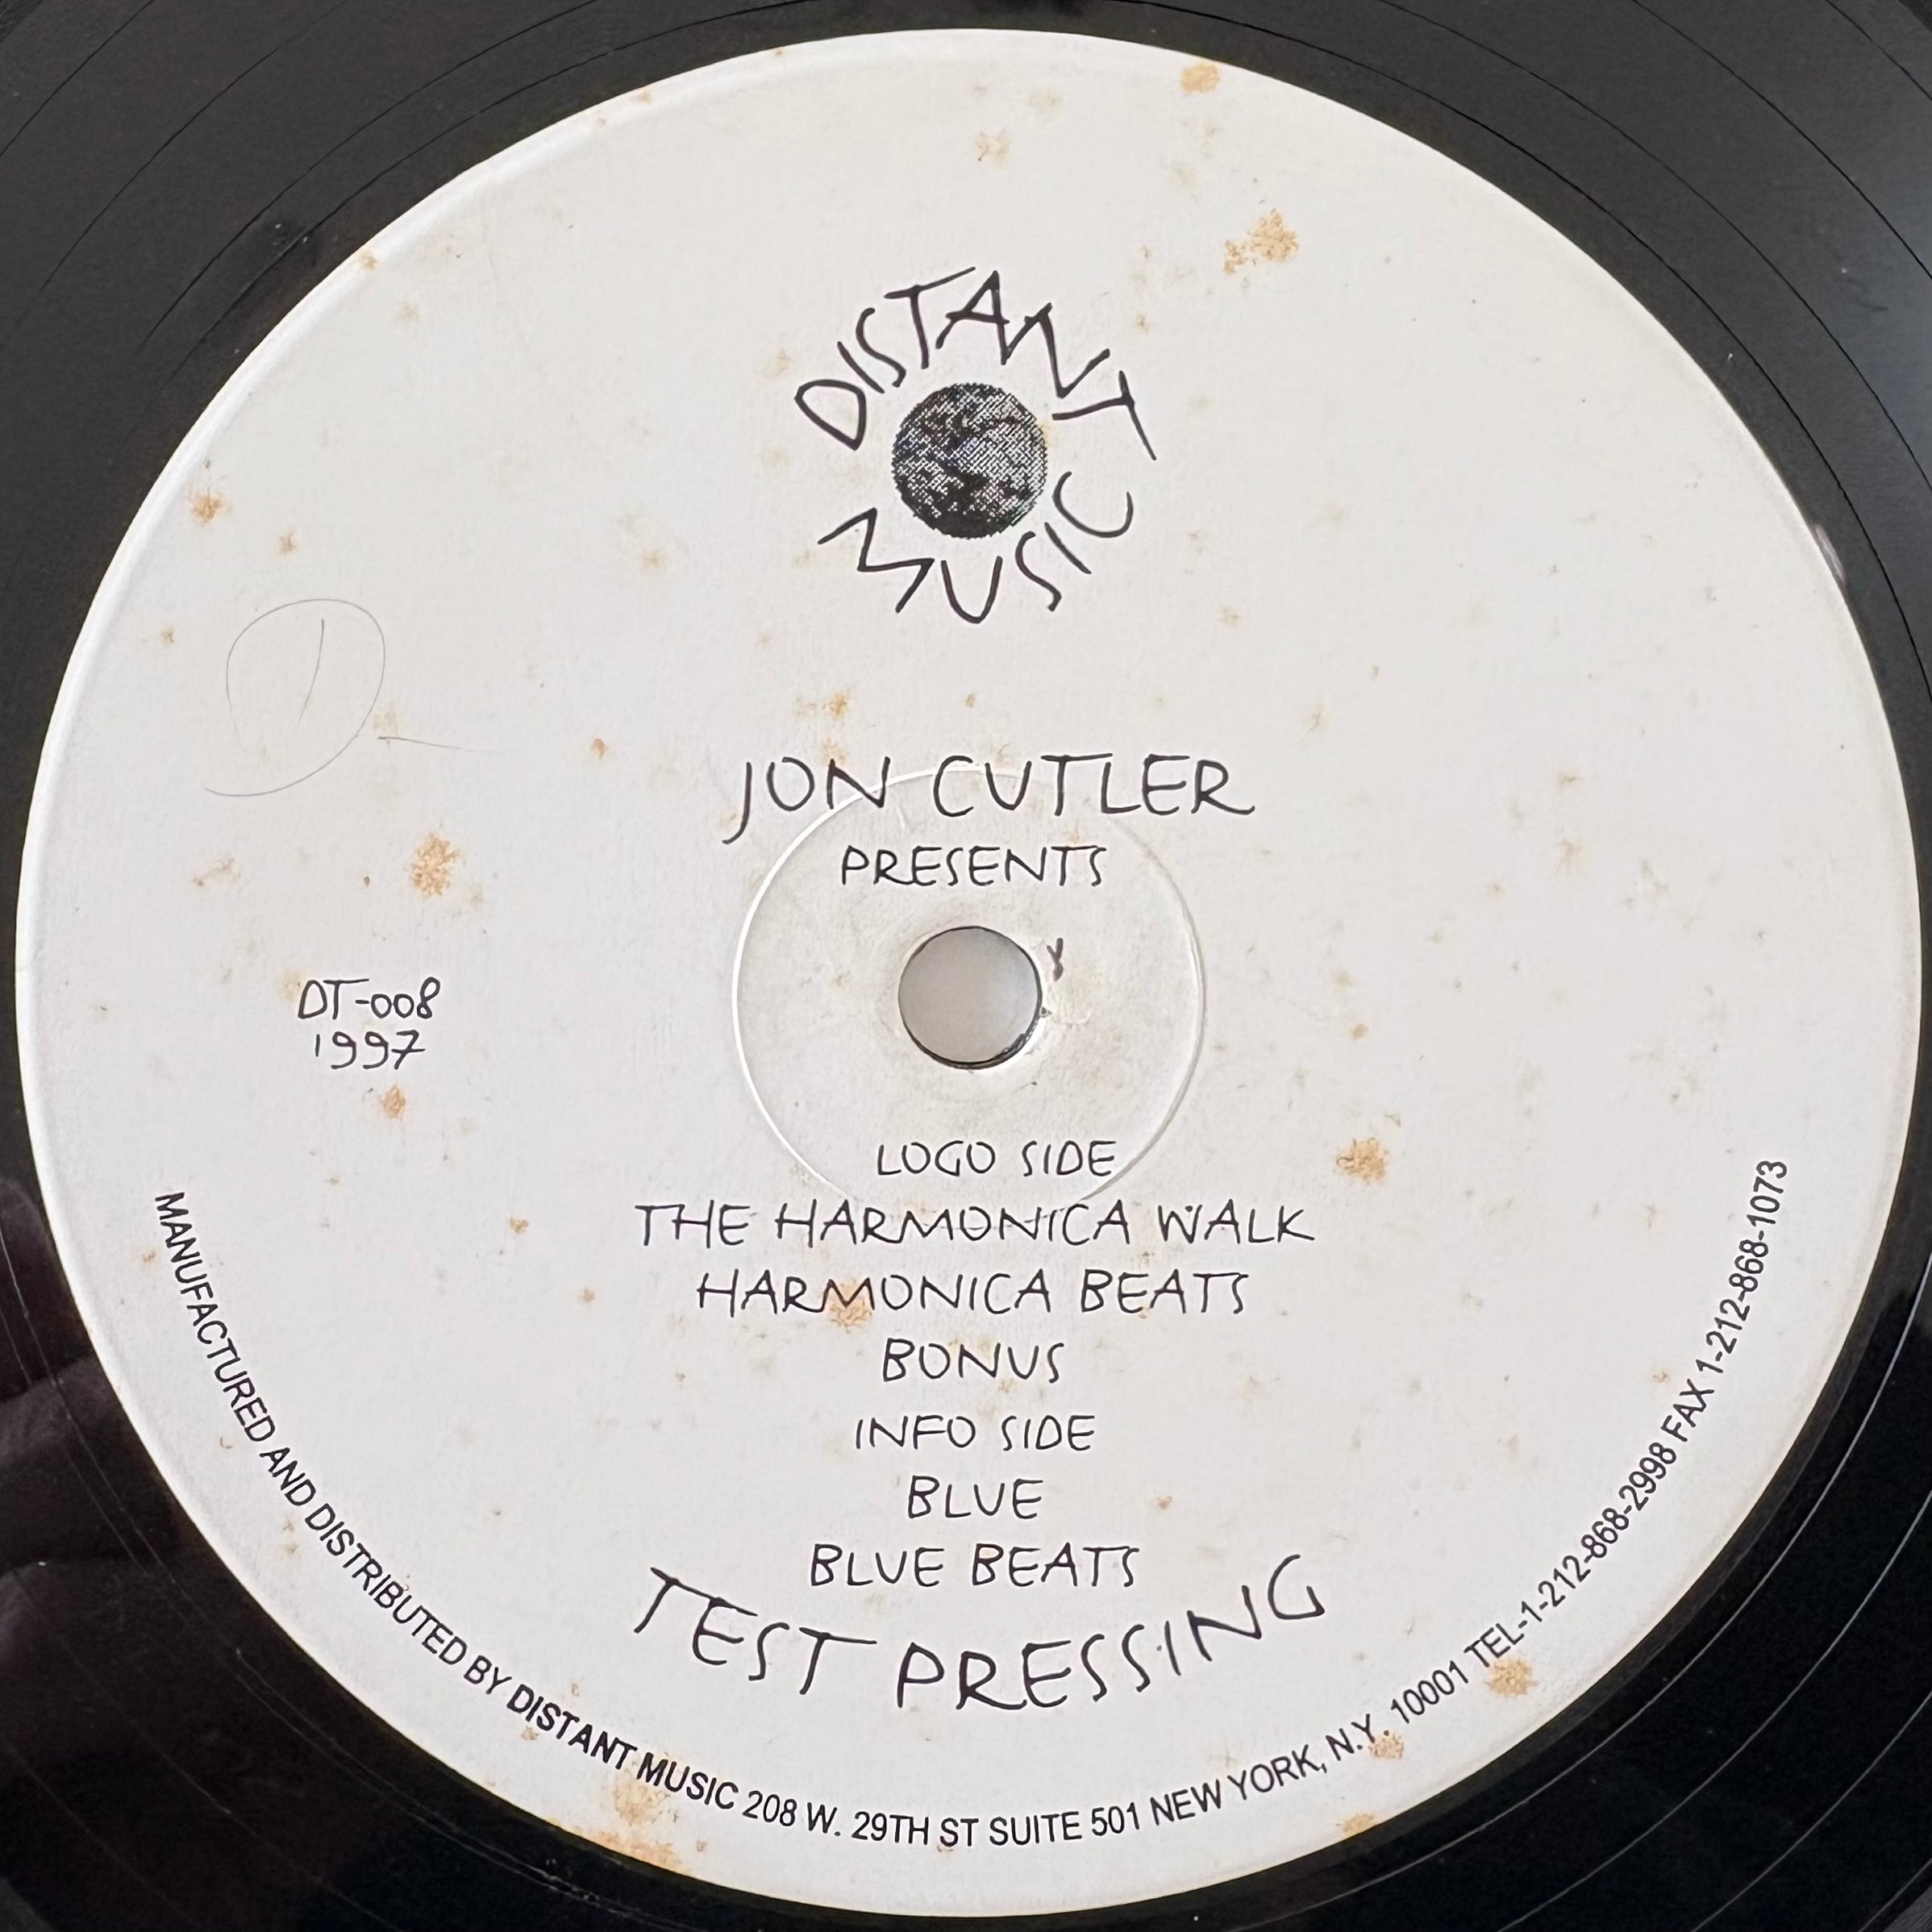 DISTANT
MUSIC
JON CUTLER
PRESENTS
DT-008
1997
LOGO SIDE
THE HARMONICA WALK
HARMONICA BEATS
BONUS
INFO SIDE
BLUE
BLUE BEATS
TEST PRESSING
MANUFACTURED AND DISTRIBUTED BY DISTANT MUSIC 208 W. 29TH ST SUITE 501 NEW YORK, N.Y. 10001 TEL-1-212-868-2998 FAX 1-212-868-1073